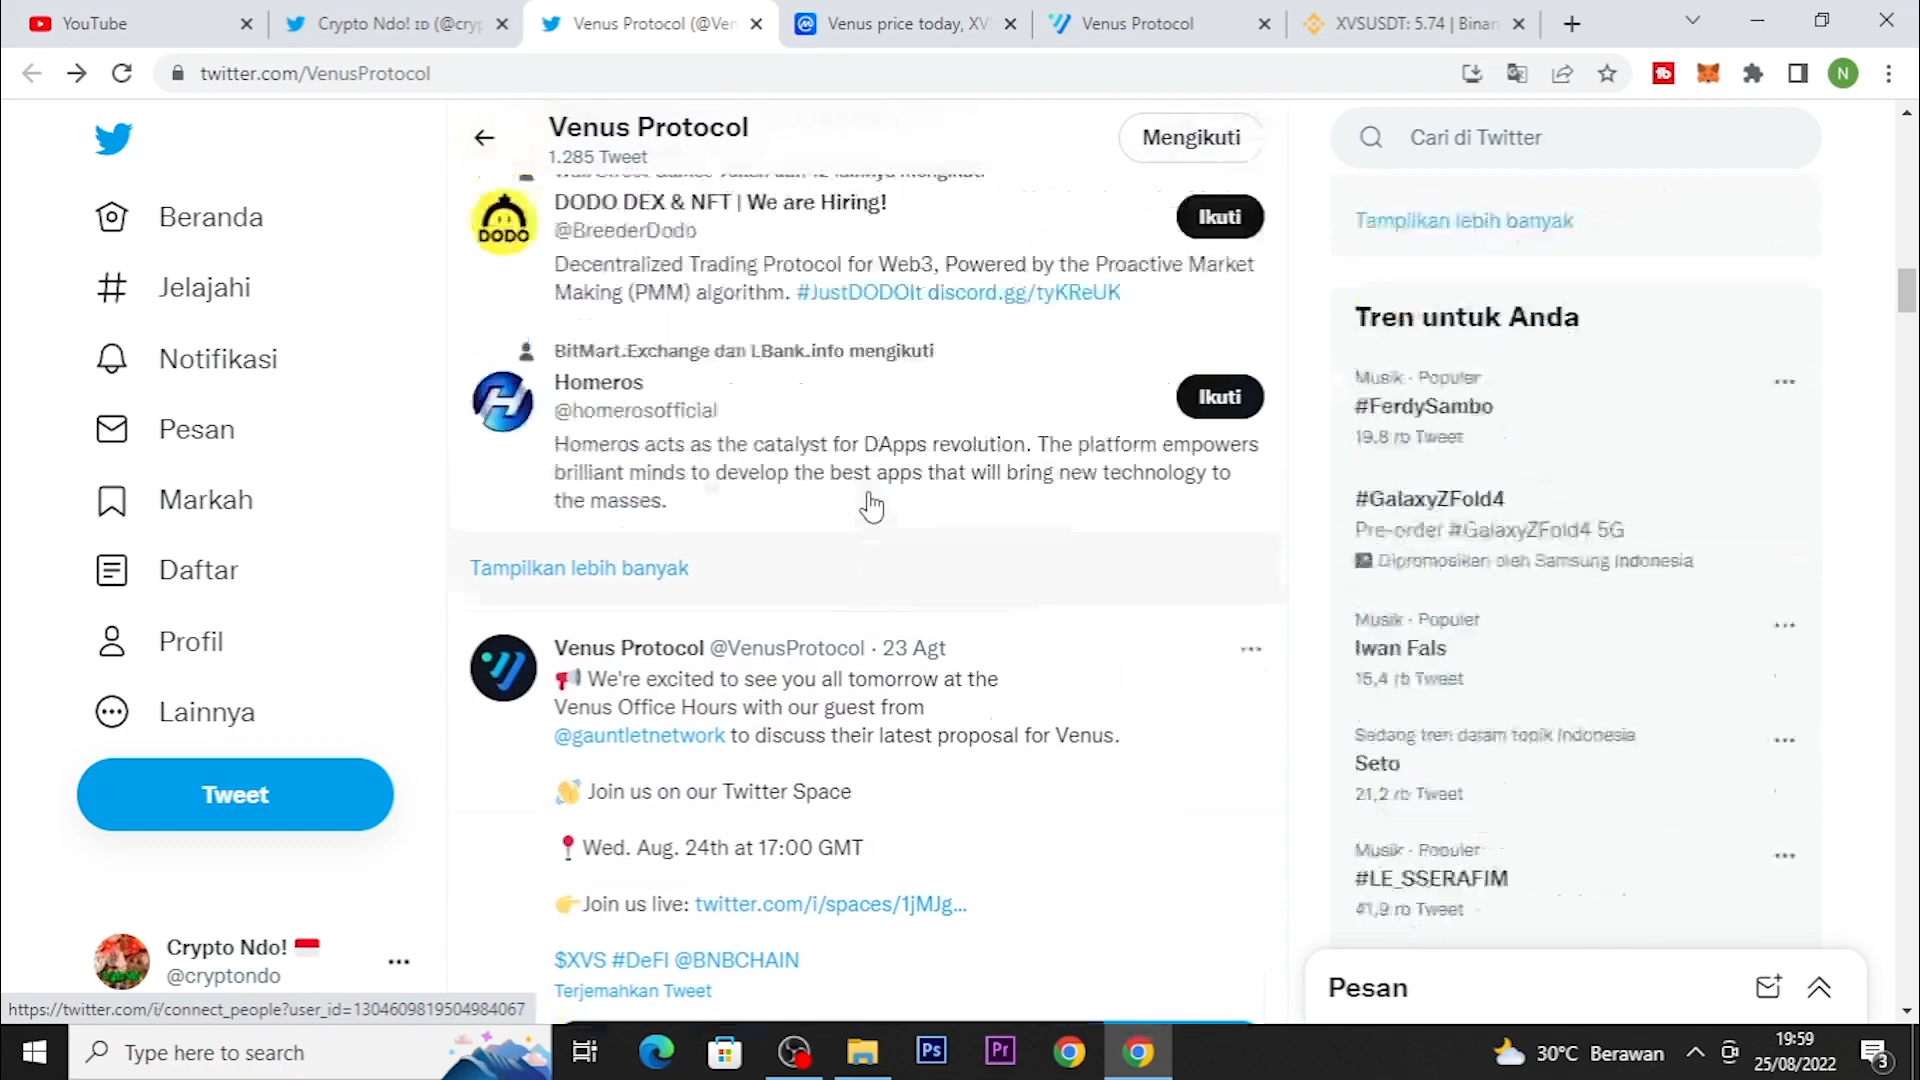 YouTube
Crypto Ndo! ɪᴅ (@cryp
Venus Protocol (@Ven
Venus price today, XV
Venus Protocol
XVSUSDT: 5.74 | Binan
twitter.com/VenusProtocol
N
Beranda
Jelajahi
Notifikasi
Pesan
Markah
Daftar
Profil
Lainnya
Tweet
Crypto Ndo!
@cryptondo
Venus Protocol
1.285 Tweet
Mengikuti
DODO DEX & NFT | We are Hiring!
Ikuti
@BreederDodo
DODO
Decentralized Trading Protocol for Web3, Powered by the Proactive Market
Making (PMM) algorithm. #JustDODOIt discord.gg/tyKReUK
BitMart.Exchange dan LBank.info mengikuti
Homeros
Ikuti
@homerosofficial
Homeros acts as the catalyst for DApps revolution. The platform empowers
brilliant minds to develop the best apps that will bring new technology to
the masses.
Tampilkan lebih banyak
Venus Protocol @VenusProtocol · 23 Agt
We're excited to see you all tomorrow at the
Venus Office Hours with our guest from
@gauntletnetwork to discuss their latest proposal for Venus.
Join us on our Twitter Space
Wed. Aug. 24th at 17:00 GMT
Join us live: twitter.com/i/spaces/1jMJg…
$XVS #DeFI @BNBCHAIN
Terjemahkan Tweet
Cari di Twitter
Tampilkan lebih banyak
Tren untuk Anda
Musik · Populer
#FerdySambo
19,8 rb Tweet
#GalaxyZFold4
Pre-order #GalaxyZFold4 5G
Dipromosikan oleh Samsung Indonesia
Musik · Populer
Iwan Fals
15,4 rb Tweet
Sedang tren dalam topik Indonesia
Seto
21,2 rb Tweet
Musik · Populer
#LE_SSERAFIM
41,9 rb Tweet
Pesan
https://twitter.com/i/connect_people?user_id=1304609819504984067
Type here to search
Ps
Pr
30°C Berawan
19:59
25/08/2022
3